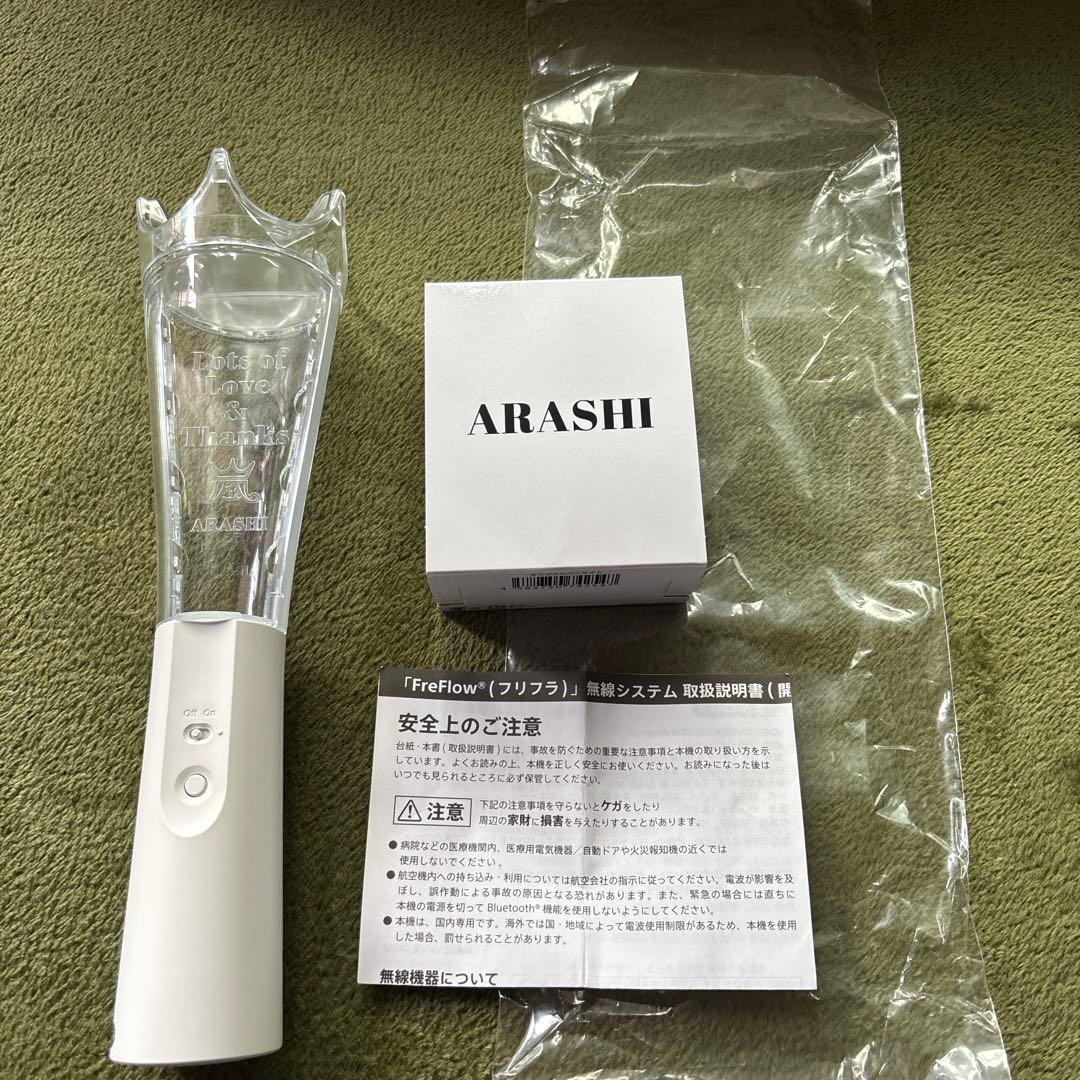 Lots of
Love
&
Thanks
嵐
ARASHI
Off On
ARASHI
オリジナルペンライト
「FreFlow®(フリフラ)」無線システム 取扱説明書(開
安全上のご注意
台紙・本書(取扱説明書)には、事故を防ぐための重要な注意事項と本機の取り扱い方を示
しています。よくお読みの上、本機を正しく安全にお使いください。お読みになった後は
いつでも見られるところに必ず保管してください。
注意
下記の注意事項を守らないとケガをしたり
周辺の家財に損害を与えたりすることがあります。
●病院などの医療機関内、医療用電気機器/自動ドアや火災報知機の近くでは
使用しないでください。
●航空機内への持ち込み・利用については航空会社の指示に従ってください。電波が影響を及
ぼし、誤作動による事故の原因となる恐れがあります。また、緊急の場合には直ちに
本機の電源を切って Bluetooth® 機能を使用しないようにしてください。
●本機は、国内専用です。海外では国・地域によって電波使用制限があるため、本機を使用
した場合、罰せられることがあります。
無線機器について